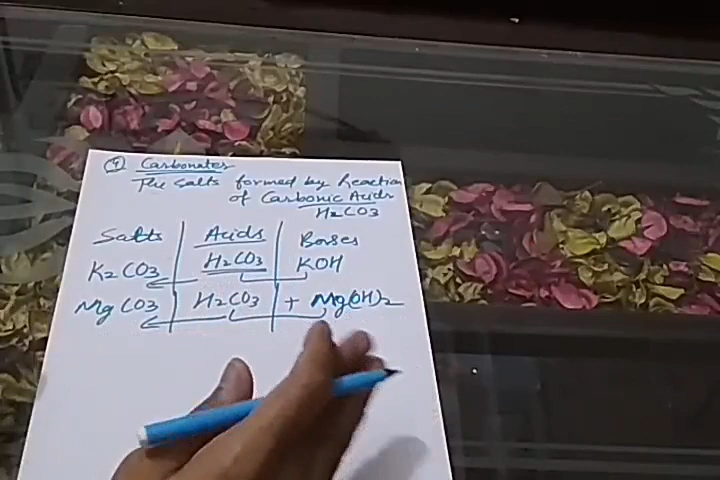 ④ Carbonates
The salts formed by Reaction
of Carbonic Acids
H₂CO₃
Salts | Acids | Bases
K₂CO₃ | H₂CO₃ | KOH
MgCO₃ | H₂CO₃ | + Mg(OH)₂